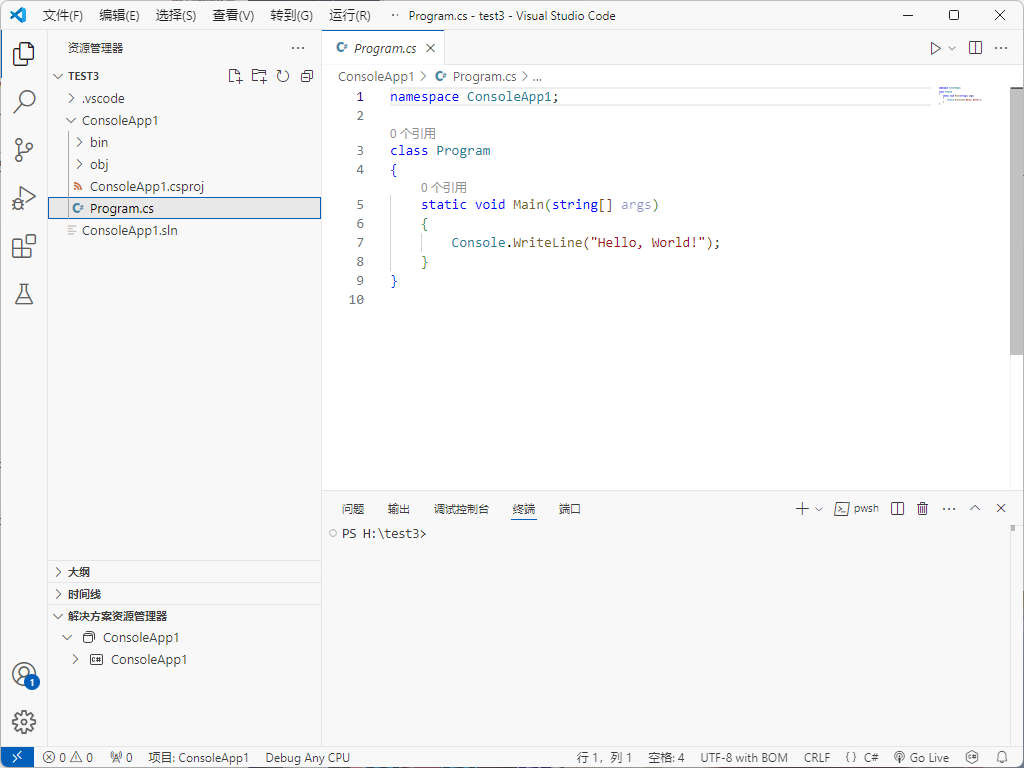 文件(F) 编辑(E) 选择(S) 查看(V) 转到(G) 运行(R) ·· Program.cs - test3 - Visual Studio Code
资源管理器 ···
TEST3
.vscode
ConsoleApp1
bin
obj
ConsoleApp1.csproj
C# Program.cs
ConsoleApp1.sln
大纲
时间线
解决方案资源管理器
ConsoleApp1
C# ConsoleApp1
1
C# Program.cs
ConsoleApp1 > C# Program.cs > ...
1 namespace ConsoleApp1;
2
0 个引用
3 class Program
4 {
0 个引用
5 static void Main(string[] args)
6 {
7 Console.WriteLine("Hello, World!");
8 }
9 }
10
问题 输出 调试控制台 终端 端口 pwsh
PS H:\test3>
0 0 0 项目: ConsoleApp1 Debug Any CPU 行 1，列 1 空格: 4 UTF-8 with BOM CRLF {} C# Go Live